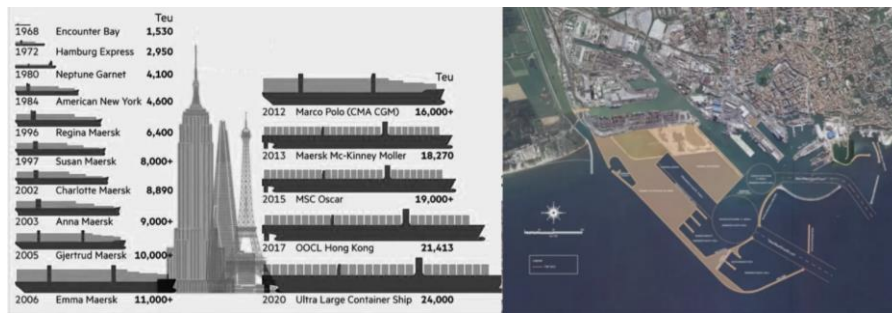 Teu
1968 Encounter Bay 1,530
1972 Hamburg Express 2,950
1980 Neptune Garnet 4,100
1984 American New York 4,600
1996 Regina Maersk 6,400
1997 Susan Maersk 8,000+
2002 Charlotte Maersk 8,890
2003 Anna Maersk 9,000+
2005 Gjertrud Maersk 10,000+
2006 Emma Maersk 11,000+
Teu
2012 Marco Polo (CMA CGM) 16,000+
2013 Maersk Mc-Kinney Moller 18,270
2015 MSC Oscar 19,000+
2017 OOCL Hong Kong 21,413
2020 Ultra Large Container Ship 24,000